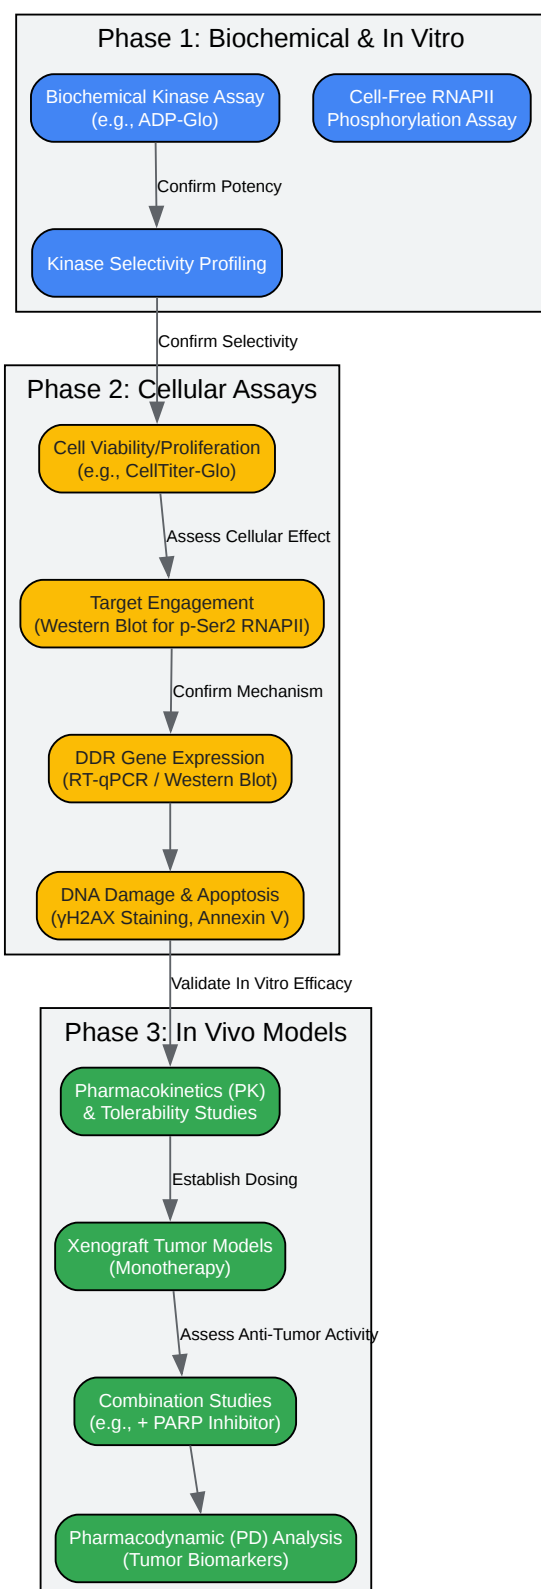 Phase 1: Biochemical & In Vitro
Biochemical Kinase Assay
(e.g., ADP-Glo)
Cell-Free RNAPII
Phosphorylation Assay
Confirm Potency
Kinase Selectivity Profiling
Confirm Selectivity
Phase 2: Cellular Assays
Cell Viability/Proliferation
(e.g., CellTiter-Glo)
Assess Cellular Effect
Target Engagement
(Western Blot for p-Ser2 RNAPII)
Confirm Mechanism
DDR Gene Expression
(RT-qPCR / Western Blot)
DNA Damage & Apoptosis
(γH2AX Staining, Annexin V)
Validate In Vitro Efficacy
Phase 3: In Vivo Models
Pharmacokinetics (PK)
& Tolerability Studies
Establish Dosing
Xenograft Tumor Models
(Monotherapy)
Assess Anti-Tumor Activity
Combination Studies
(e.g., + PARP Inhibitor)
Pharmacodynamic (PD) Analysis
(Tumor Biomarkers)